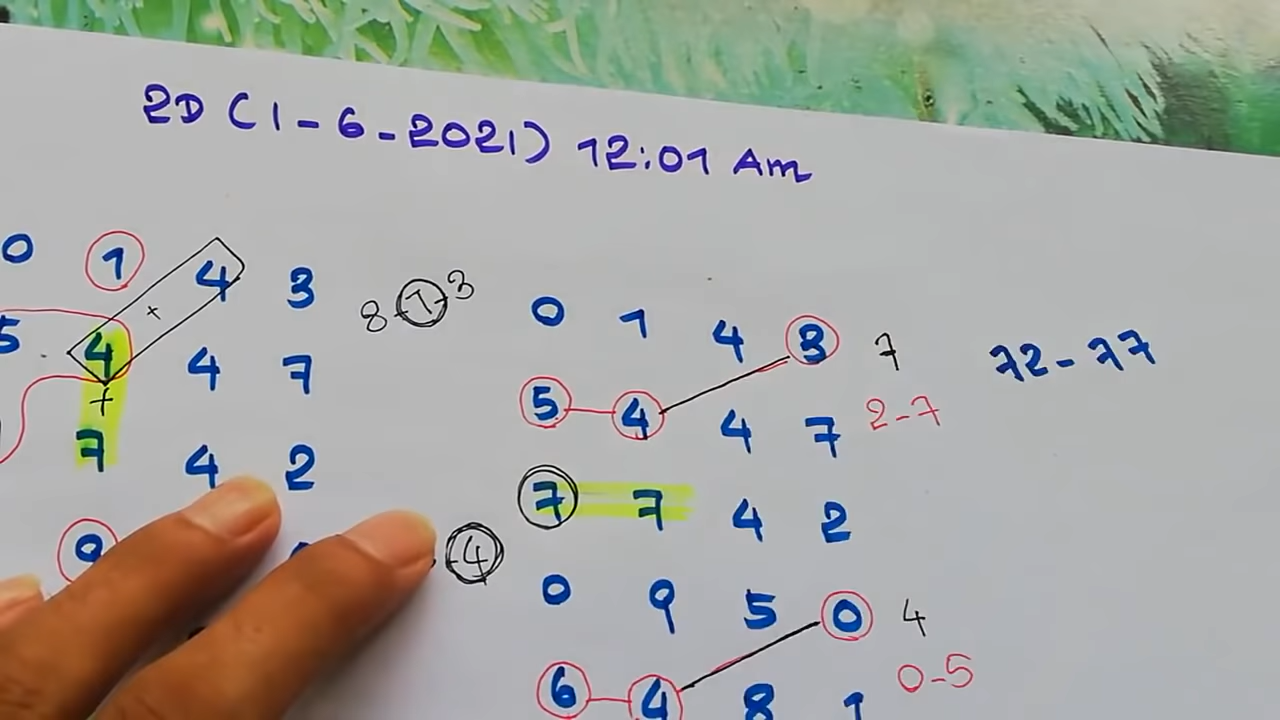 2D (1-6-2021) 12:01 Am
0 1 4 3
8-7-3
5 4 4 7
+
+
7 4 2
0
4
0 1 4 3 7
72-77
5 4 4 7 2-7
7 7 4 2
0 9 5 0 4
6 4 8 1 0-5